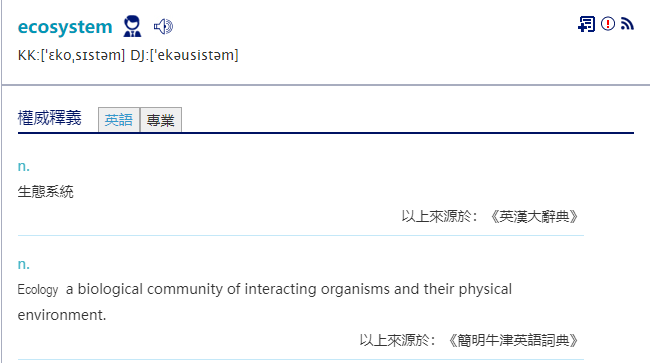 ecosystem
KK:[ˋɛkoˏsɪstəm] DJ:[ˈekəusistəm]
權威釋義 英語 專業
n.
生態系統
以上來源於：《英漢大辭典》
n.
Ecology a biological community of interacting organisms and their physical
environment.
以上來源於：《簡明牛津英語詞典》